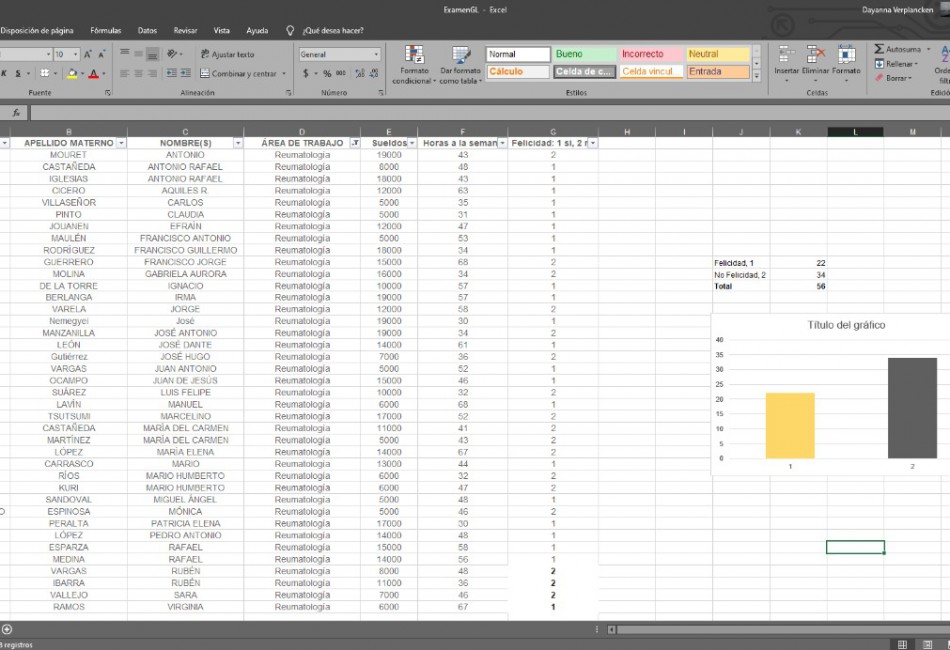 ExamenGL - Excel
Dayanna Verplancken
Disposición de página Fórmulas Datos Revisar Vista Ayuda ¿Qué desea hacer?
10 A A Ajustar texto General Normal Bueno Incorrecto Neutral Autosuma
K S A Combinar y centrar $ % 000 Formato condicional Dar formato como tabla Cálculo Celda de c... Celda vincul... Entrada Insertar Eliminar Formato Rellenar
Borrar
Fuente Alineación Número Estilos Celdas
fx
B C D E F G H I J K L M
APELLIDO MATERNO NOMBRE(S) ÁREA DE TRABAJO Sueldos Horas a la seman Felicidad: 1 si, 2
MOURET ANTONIO Reumatología 19000 43 2
CASTAÑEDA ANTONIO RAFAEL Reumatología 8000 48 1
IGLESIAS ANTONIO RAFAEL Reumatología 18000 43 1
CICERO AQUILES R. Reumatología 12000 63 1
VILLASEÑOR CARLOS Reumatología 5000 35 1
PINTO CLAUDIA Reumatología 5000 31 1
JOUANEN EFRAÍN Reumatología 12000 47 1
MAULÉN FRANCISCO ANTONIO Reumatología 5000 53 1
RODRÍGUEZ FRANCISCO GUILLERMO Reumatología 18000 34 1
GUERRERO FRANCISCO JORGE Reumatología 15000 68 2 Felicidad, 1 22
MOLINA GABRIELA AURORA Reumatología 16000 34 2 No Felicidad, 2 34
DE LA TORRE IGNACIO Reumatología 10000 57 1 Total 56
BERLANGA IRMA Reumatología 19000 57 1
VARELA JORGE Reumatología 12000 58 2
Nemegyei José Reumatología 19000 30 1
MANZANILLA JOSÉ ANTONIO Reumatología 19000 34 2
LEÓN JOSÉ DANTE Reumatología 14000 61 1
Gutiérrez JOSÉ HUGO Reumatología 7000 36 2
VARGAS JUAN ANTONIO Reumatología 5000 52 1
OCAMPO JUAN DE JESÚS Reumatología 15000 46 1
SUÁREZ LUIS FELIPE Reumatología 10000 32 2
LAVÍN MANUEL Reumatología 6000 68 1
TSUTSUMI MARCELINO Reumatología 17000 52 2
CASTAÑEDA MARÍA DEL CARMEN Reumatología 11000 41 2
MARTÍNEZ MARÍA DEL CARMEN Reumatología 5000 43 2
LÓPEZ MARÍA ELENA Reumatología 14000 67 2
CARRASCO MARIO Reumatología 13000 44 1
RÍOS MARIO HUMBERTO Reumatología 6000 32 2
KURI MARIO HUMBERTO Reumatología 6000 47 2
SANDOVAL MIGUEL ÁNGEL Reumatología 5000 48 1
ESPINOSA MÓNICA Reumatología 5000 46 2
PERALTA PATRICIA ELENA Reumatología 17000 30 1
LÓPEZ PEDRO ANTONIO Reumatología 14000 48 1
ESPARZA RAFAEL Reumatología 15000 58 1
MEDINA RAFAEL Reumatología 14000 56 1
VARGAS RUBÉN Reumatología 8000 48 2
IBARRA RUBÉN Reumatología 11000 36 2
VALLEJO SARA Reumatología 7000 46 2
RAMOS VIRGINIA Reumatología 6000 67 1
Título del gráfico
40
35
30
25
20
15
10
5
0
1 2
registros